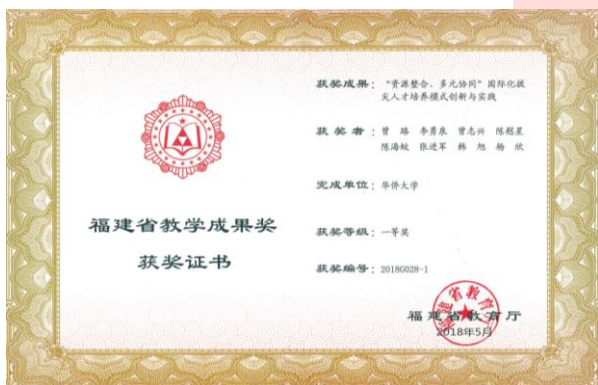 福建省教学成果奖
获奖证书
获奖成果：“资源整合、多元协同”国际化拔
尖人才培养模式创新与实践
获奖者：曾路 李勇泉 曾志兴 陈懿星
陈海蛟 张进军 韩旭 杨欣
完成单位：华侨大学
获奖等级：一等奖
获奖编号：2018G028-1
福建省教育厅
2018年5月